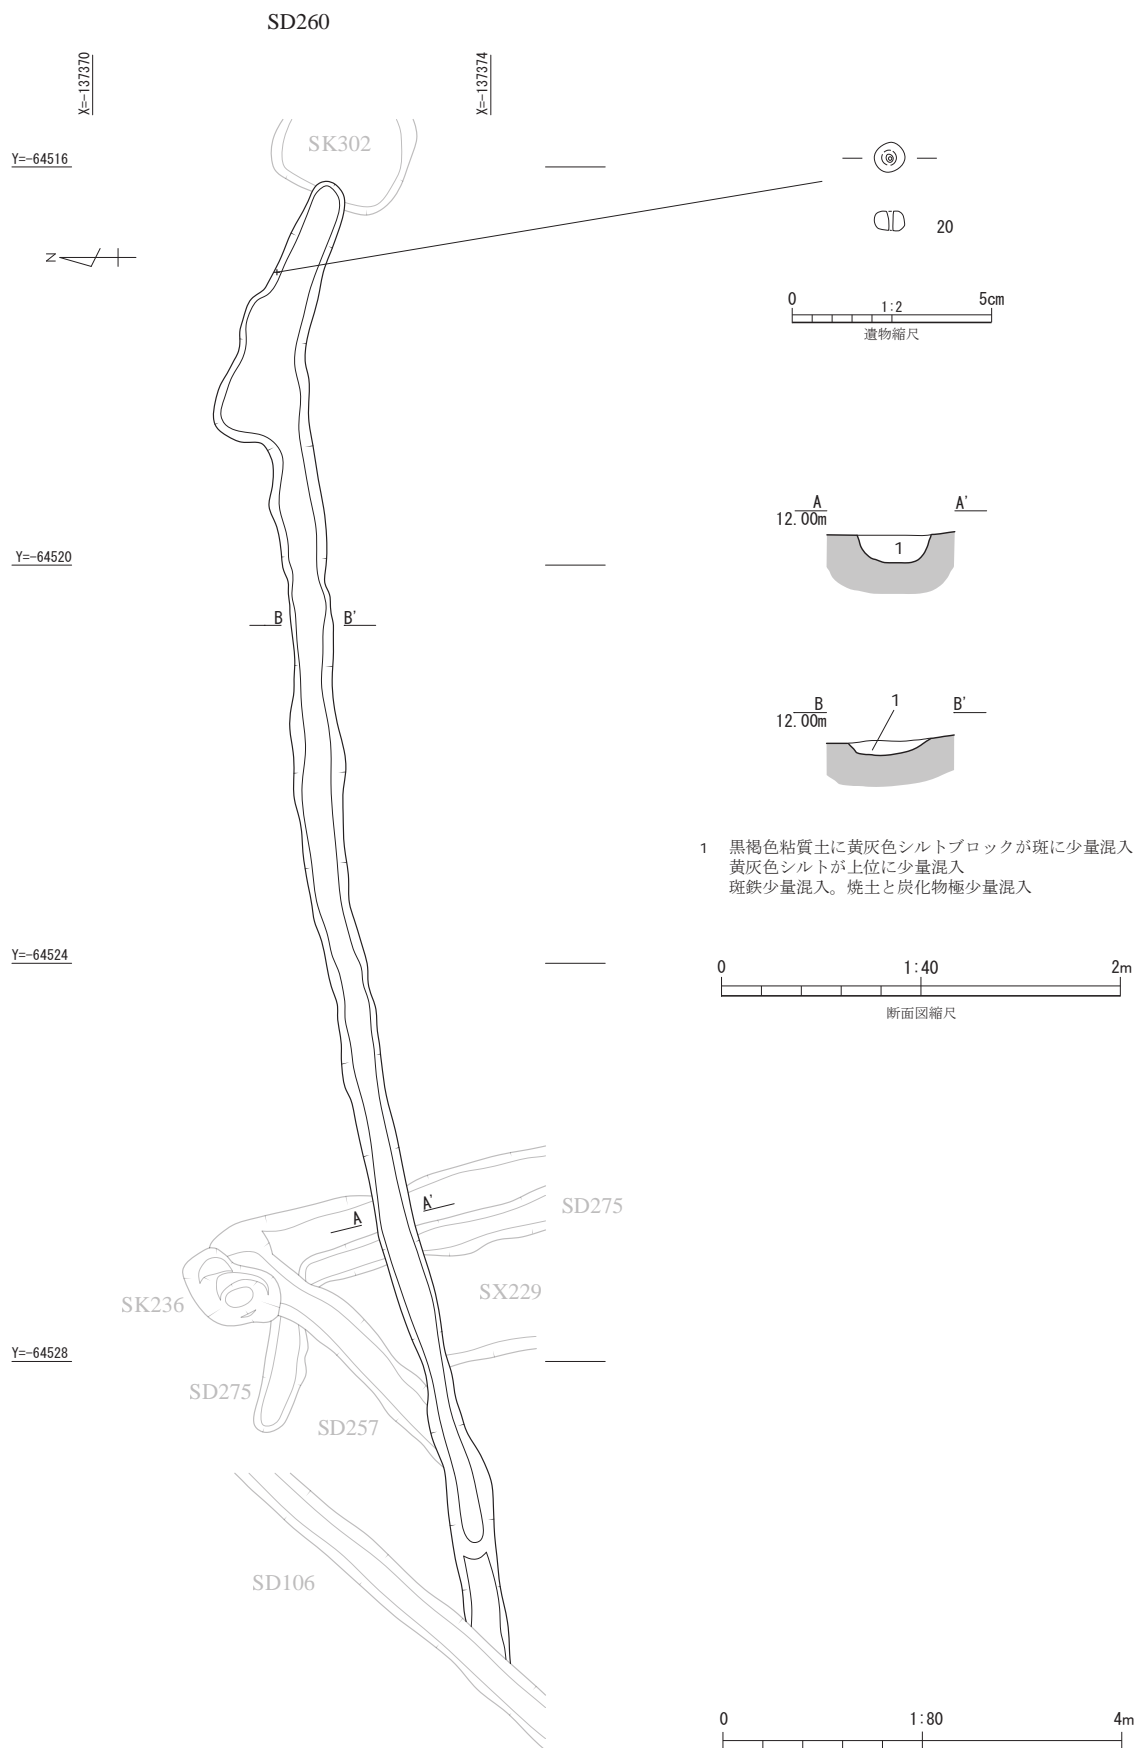 SD260
X=-137370
X=-137374
SK302
Y=-64516
N
20
0 1:2 5cm
遺物縮尺
A A'
12.00m
1
Y=-64520
B B'
1
B B'
12.00m
1 黒褐色粘質土に黄灰色シルトブロックが斑に少量混入
黄灰色シルトが上位に少量混入
斑鉄少量混入。焼土と炭化物極少量混入
Y=-64524
0 1:40 2m
断面図縮尺
A A'
SD275
SK236
SX229
Y=-64528
SD275
SD257
SD106
0 1:80 4m